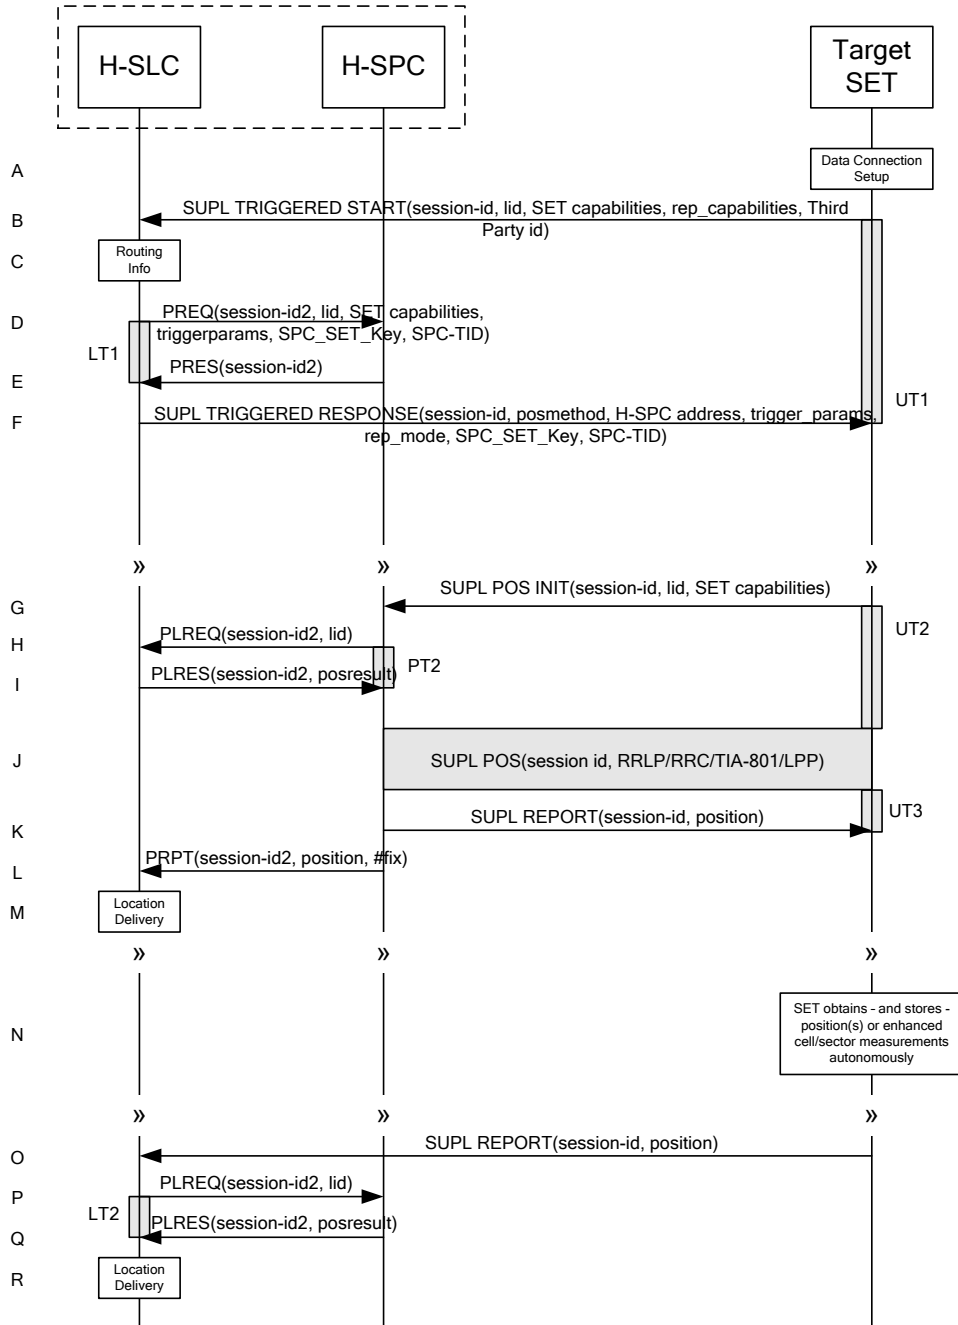 H-SLC
H-SPC
Target
SET
A
Data Connection
Setup
B
SUPL TRIGGERED START(session-id, lid, SET capabilities, rep_capabilities, Third
Party id)
C
Routing
Info
D
PREQ(session-id2, lid, SET capabilities,
triggerparams, SPC_SET_Key, SPC-TID)
LT1
E
PRES(session-id2)
UT1
F
SUPL TRIGGERED RESPONSE(session-id, posmethod, H-SPC address, trigger_params,
rep_mode, SPC_SET_Key, SPC-TID)
» » »
G
SUPL POS INIT(session-id, lid, SET capabilities)
UT2
H
PLREQ(session-id2, lid)
PT2
I
PLRES(session-id2, posresult)
J
SUPL POS(session id, RRLP/RRC/TIA-801/LPP)
UT3
K
SUPL REPORT(session-id, position)
L
PRPT(session-id2, position, #fix)
M
Location
Delivery
» » »
N
SET obtains - and stores -
position(s) or enhanced
cell/sector measurements
autonomously
» » »
O
SUPL REPORT(session-id, position)
P
PLREQ(session-id2, lid)
LT2
Q
PLRES(session-id2, posresult)
R
Location
Delivery